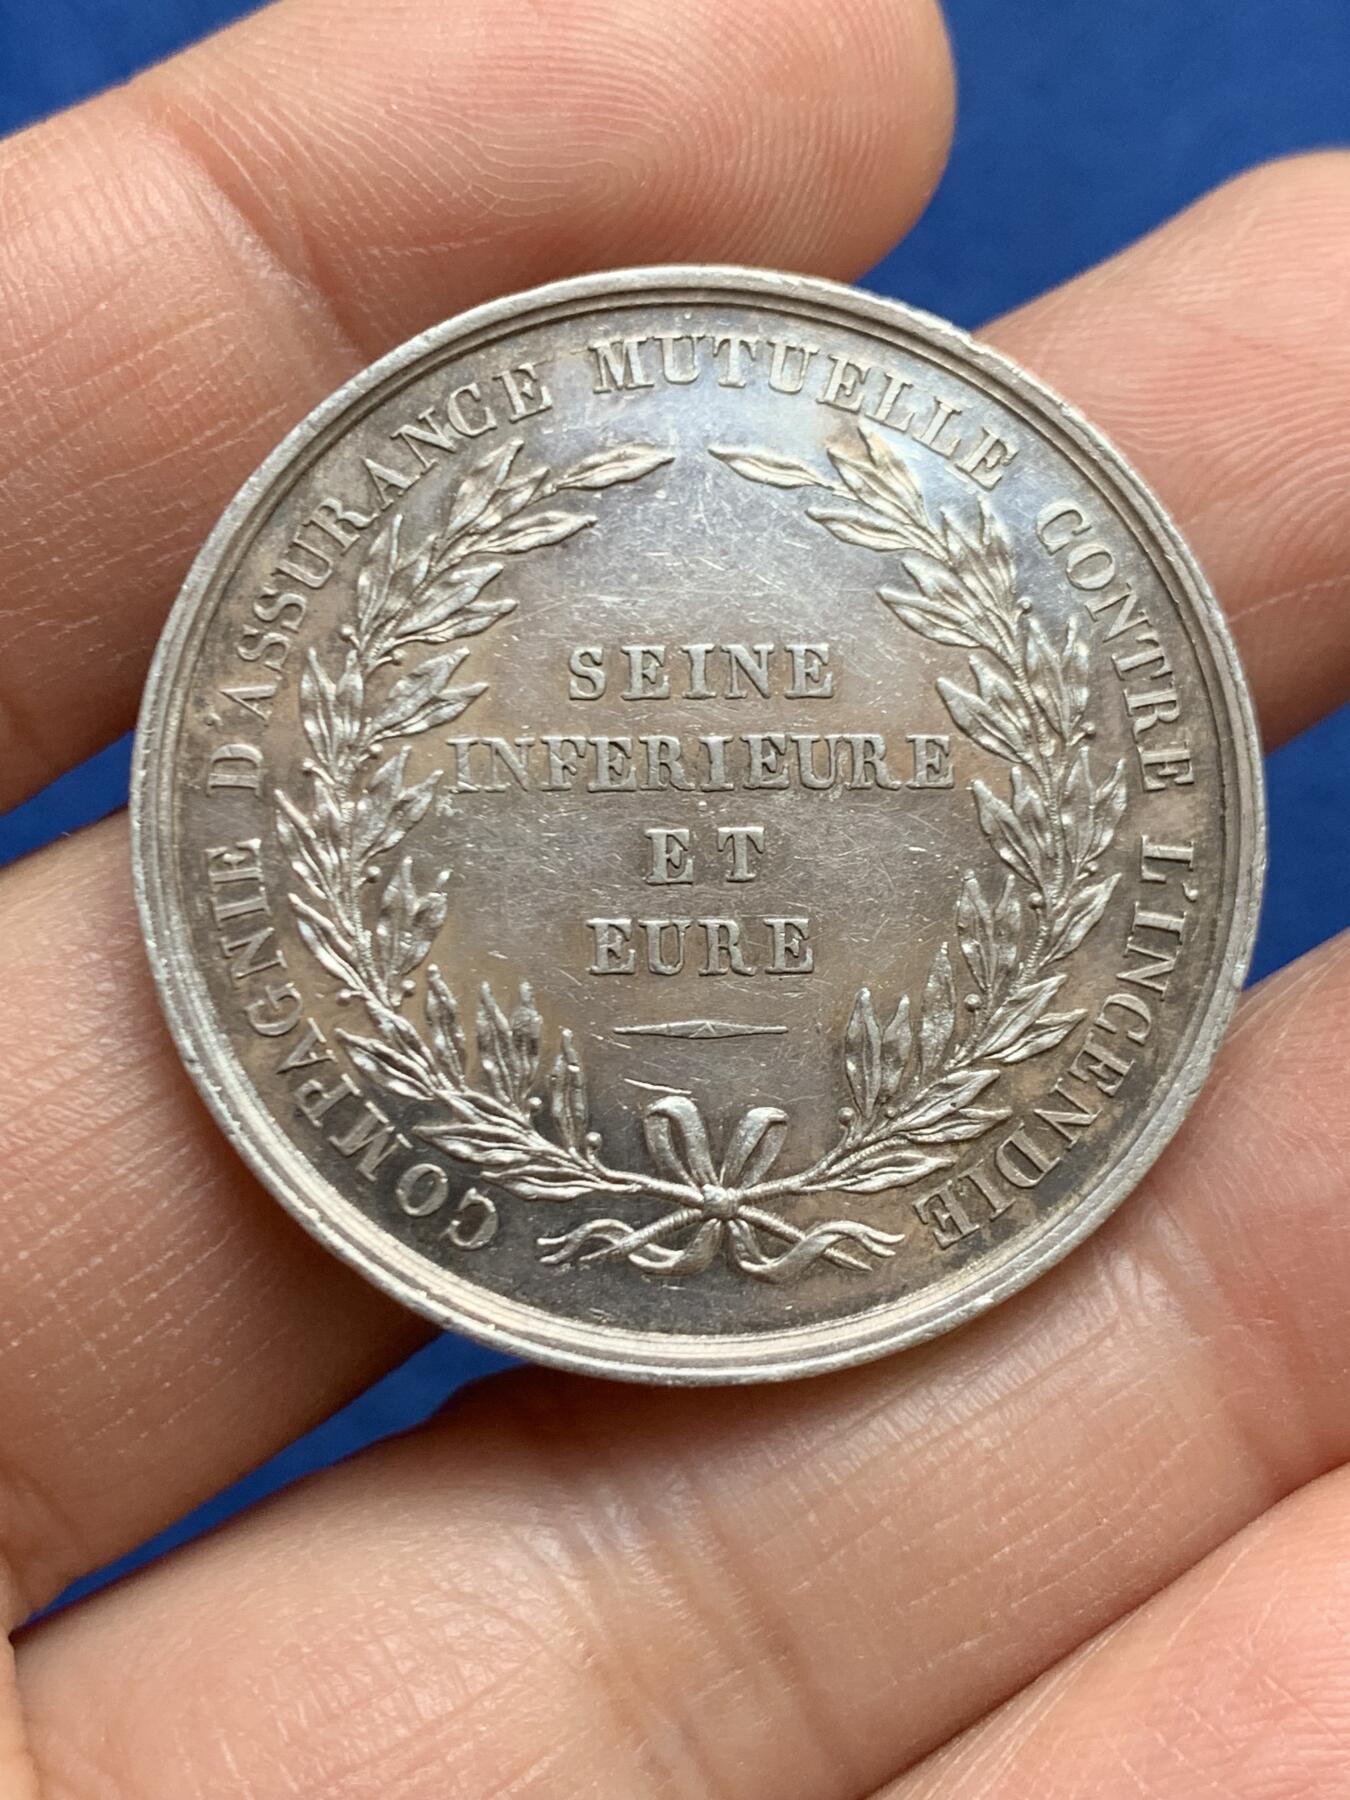 COMPAGNIE D'ASSURANCE MUTUELLE CONTRE L'INCENDIE
SEINE
INFERIEURE
ET
EURE